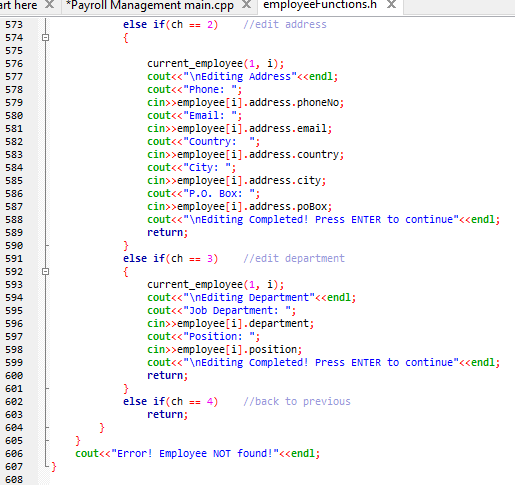 art here *Payroll Management main.cpp employeeFunctions.h
573 else if(ch == 2) //edit address
574 {
575
576 current_employee(1, i);
577 cout<<"\nEditing Address"<<endl;
578 cout<<"Phone: ";
579 cin>>employee[i].address.phoneNo;
580 cout<<"Email: ";
581 cin>>employee[i].address.email;
582 cout<<"Country:  ";
583 cin>>employee[i].address.country;
584 cout<<"City: ";
585 cin>>employee[i].address.city;
586 cout<<"P.O. Box: ";
587 cin>>employee[i].address.poBox;
588 cout<<"\nEditing Completed! Press ENTER to continue"<<endl;
589 return;
590 }
591 else if(ch == 3) //edit department
592 {
593 current_employee(1, i);
594 cout<<"\nEditing Department"<<endl;
595 cout<<"Job Department: ";
596 cin>>employee[i].department;
597 cout<<"Position: ";
598 cin>>employee[i].position;
599 cout<<"\nEditing Completed! Press ENTER to continue"<<endl;
600 return;
601 }
602 else if(ch == 4) //back to previous
603 return;
604 }
605 }
606 cout<<"Error! Employee NOT found!"<<endl;
607 }
608